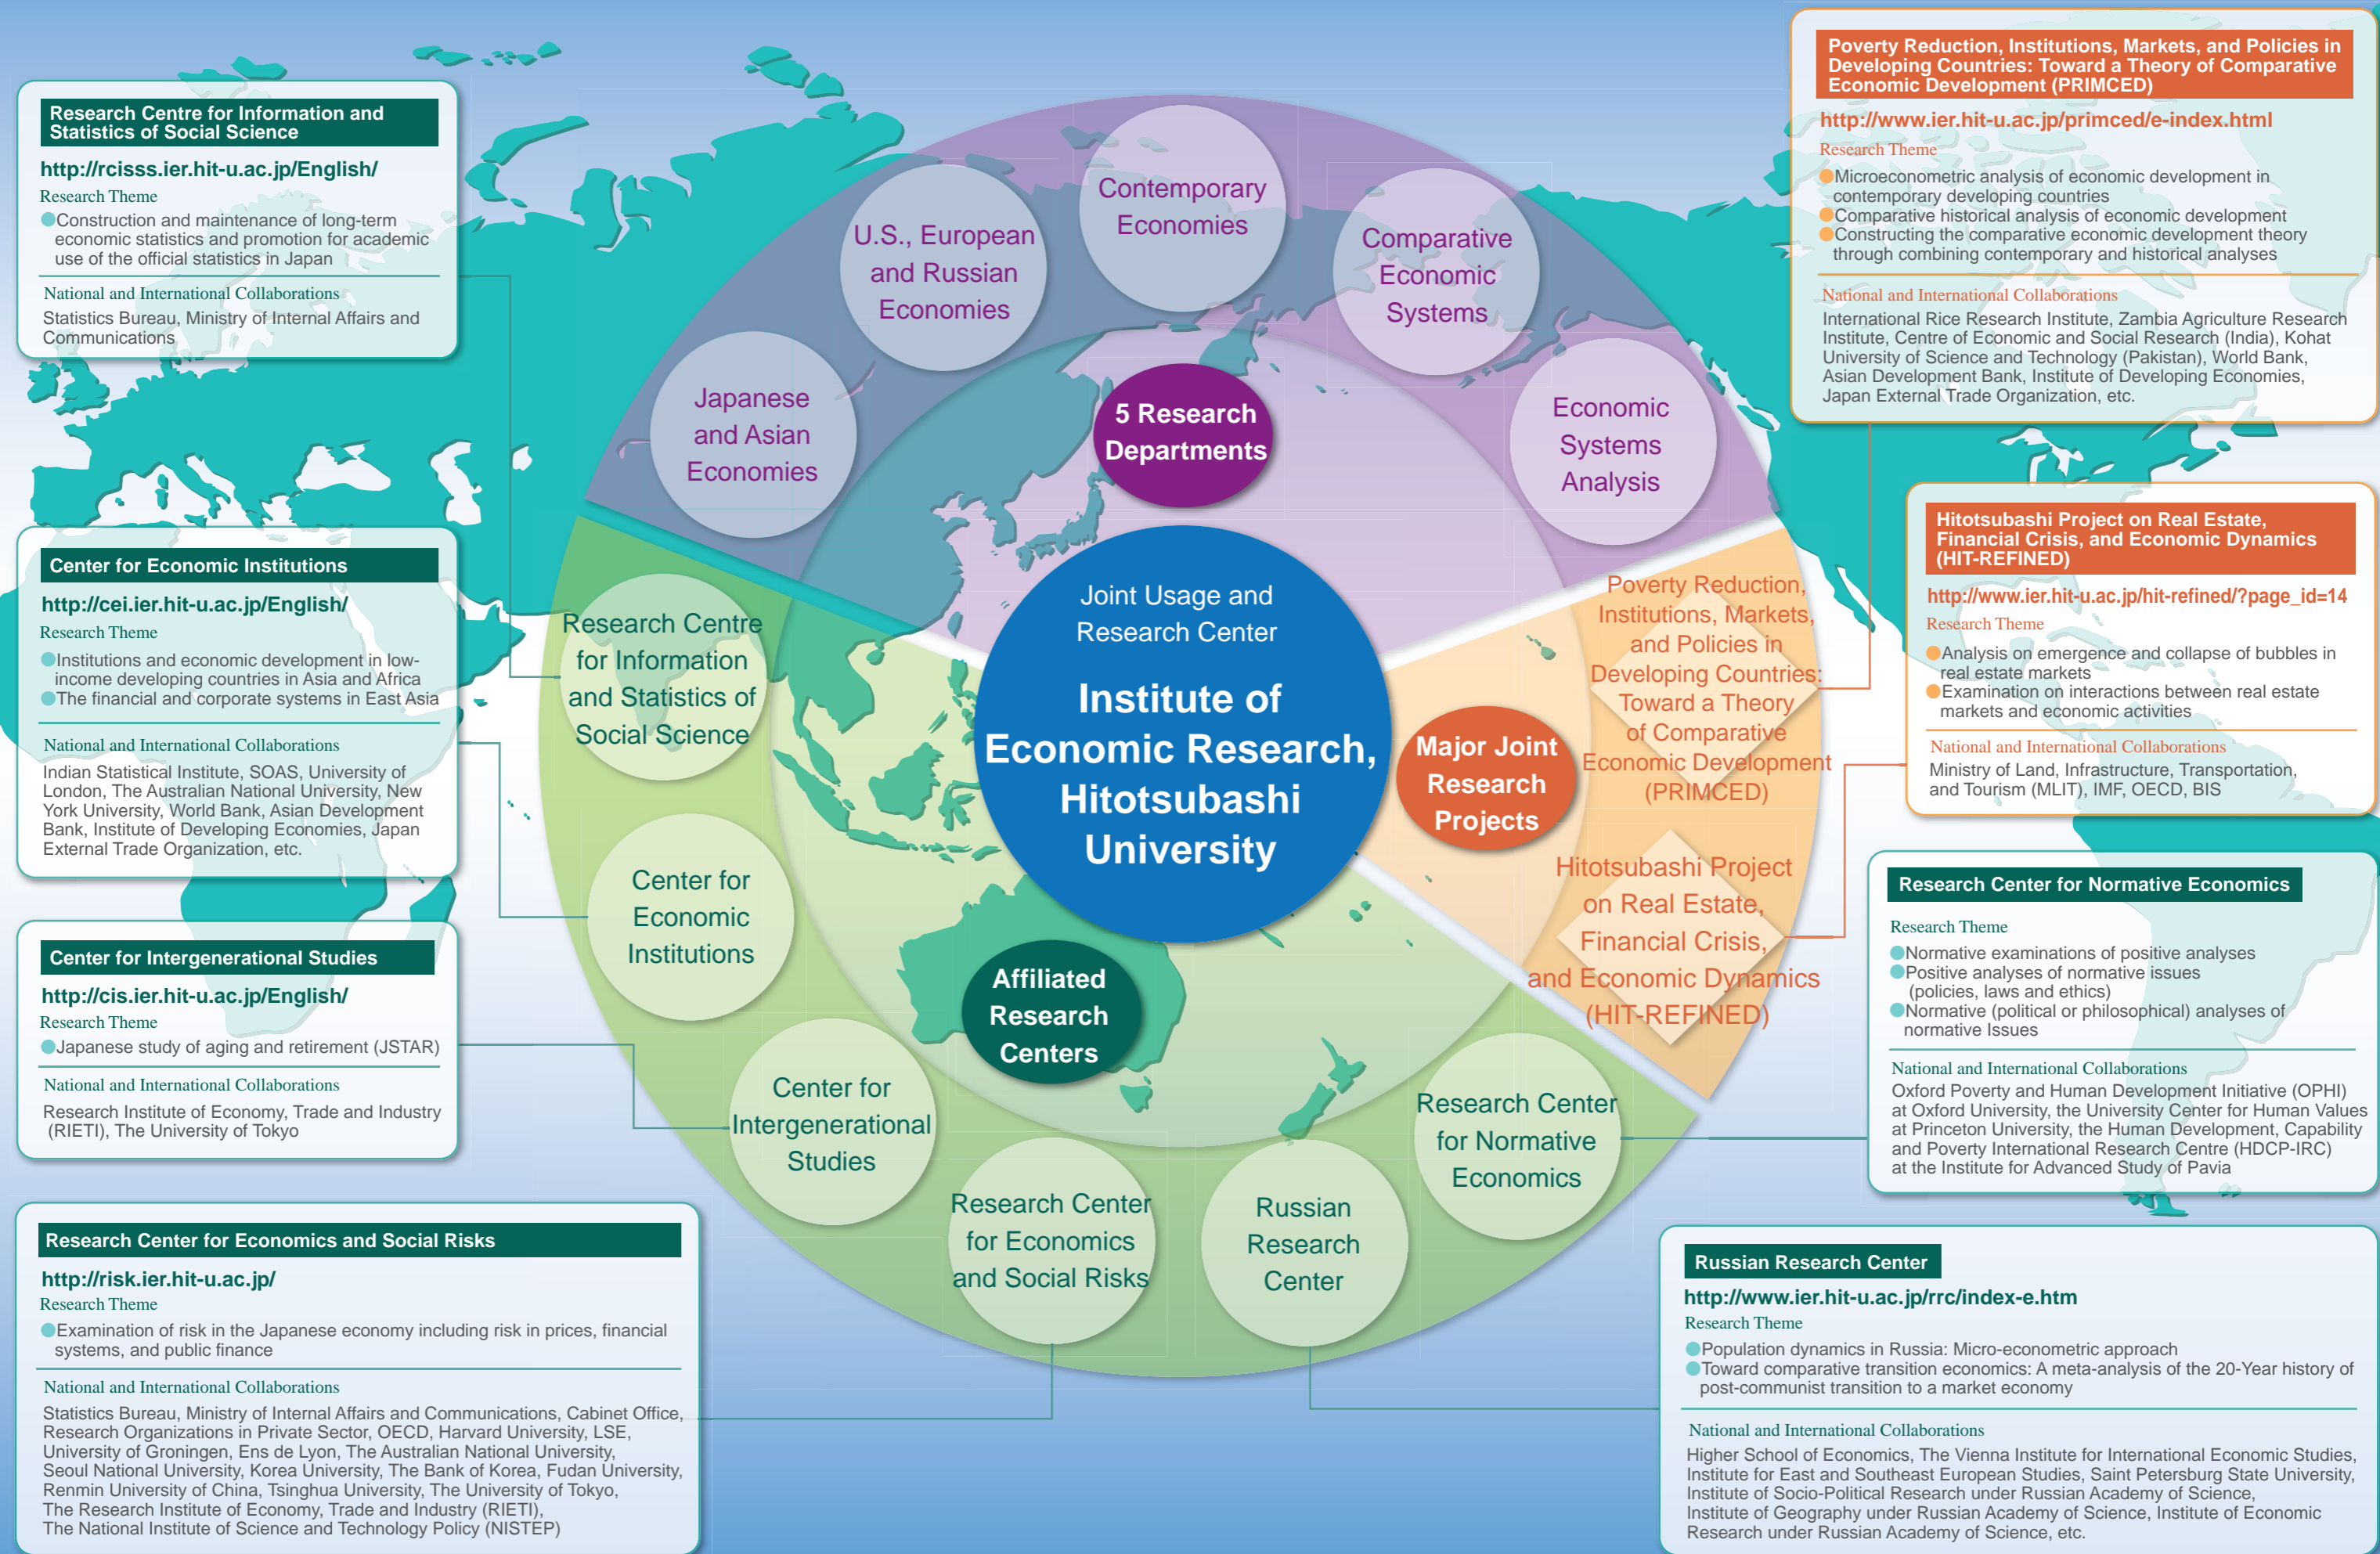 Research Centre for Information and
Statistics of Social Science
http://rcisss.ier.hit-u.ac.jp/English/
Research Theme
●Construction and maintenance of long-term
economic statistics and promotion for academic
use of the official statistics in Japan
National and International Collaborations
Statistics Bureau, Ministry of Internal Affairs and
Communications
Center for Economic Institutions
http://cei.ier.hit-u.ac.jp/English/
Research Theme
●Institutions and economic development in low-
income developing countries in Asia and Africa
●The financial and corporate systems in East Asia
National and International Collaborations
Indian Statistical Institute, SOAS, University of
London, The Australian National University, New
York University, World Bank, Asian Development
Bank, Institute of Developing Economies, Japan
External Trade Organization, etc.
Center for Intergenerational Studies
http://cis.ier.hit-u.ac.jp/English/
Research Theme
●Japanese study of aging and retirement (JSTAR)
National and International Collaborations
Research Institute of Economy, Trade and Industry
(RIETI), The University of Tokyo
Research Center for Economics and Social Risks
http://risk.ier.hit-u.ac.jp/
Research Theme
●Examination of risk in the Japanese economy including risk in prices, financial
systems, and public finance
National and International Collaborations
Statistics Bureau, Ministry of Internal Affairs and Communications, Cabinet Office,
Research Organizations in Private Sector, OECD, Harvard University, LSE,
University of Groningen, Ens de Lyon, The Australian National University,
Seoul National University, Korea University, The Bank of Korea, Fudan University,
Renmin University of China, Tsinghua University, The University of Tokyo,
The Research Institute of Economy, Trade and Industry (RIETI),
The National Institute of Science and Technology Policy (NISTEP)
Japanese
and Asian
Economies
U.S., European
and Russian
Economies
Contemporary
Economies
Comparative
Economic
Systems
Economic
Systems
Analysis
5 Research
Departments
Joint Usage and
Research Center
Institute of
Economic Research,
Hitotsubashi
University
Major Joint
Research
Projects
Poverty Reduction,
Institutions, Markets,
and Policies in
Developing Countries:
Toward a Theory
of Comparative
Economic Development
(PRIMCED)
Hitotsubashi Project
on Real Estate,
Financial Crisis,
and Economic Dynamics
(HIT-REFINED)
Affiliated
Research
Centers
Research Centre
for Information
and Statistics of
Social Science
Center for
Economic
Institutions
Center for
Intergenerational
Studies
Research Center
for Economics
and Social Risks
Russian
Research
Center
Research Center
for Normative
Economics
Poverty Reduction, Institutions, Markets, and Policies in
Developing Countries: Toward a Theory of Comparative
Economic Development (PRIMCED)
http://www.ier.hit-u.ac.jp/primced/e-index.html
Research Theme
●Microeconometric analysis of economic development in
contemporary developing countries
●Comparative historical analysis of economic development
●Constructing the comparative economic development theory
through combining contemporary and historical analyses
National and International Collaborations
International Rice Research Institute, Zambia Agriculture Research
Institute, Centre of Economic and Social Research (India), Kohat
University of Science and Technology (Pakistan), World Bank,
Asian Development Bank, Institute of Developing Economies,
Japan External Trade Organization, etc.
Hitotsubashi Project on Real Estate,
Financial Crisis, and Economic Dynamics
(HIT-REFINED)
http://www.ier.hit-u.ac.jp/hit-refined/?page_id=14
Research Theme
●Analysis on emergence and collapse of bubbles in
real estate markets
●Examination on interactions between real estate
markets and economic activities
National and International Collaborations
Ministry of Land, Infrastructure, Transportation,
and Tourism (MLIT), IMF, OECD, BIS
Research Center for Normative Economics
Research Theme
●Normative examinations of positive analyses
●Positive analyses of normative issues
(policies, laws and ethics)
●Normative (political or philosophical) analyses of
normative Issues
National and International Collaborations
Oxford Poverty and Human Development Initiative (OPHI)
at Oxford University, the University Center for Human Values
at Princeton University, the Human Development, Capability
and Poverty International Research Centre (HDCP-IRC)
at the Institute for Advanced Study of Pavia
Russian Research Center
http://www.ier.hit-u.ac.jp/rrc/index-e.htm
Research Theme
●Population dynamics in Russia: Micro-econometric approach
●Toward comparative transition economics: A meta-analysis of the 20-Year history of
post-communist transition to a market economy
National and International Collaborations
Higher School of Economics, The Vienna Institute for International Economic Studies,
Institute for East and Southeast European Studies, Saint Petersburg State University,
Institute of Socio-Political Research under Russian Academy of Science,
Institute of Geography under Russian Academy of Science, Institute of Economic
Research under Russian Academy of Science, etc.